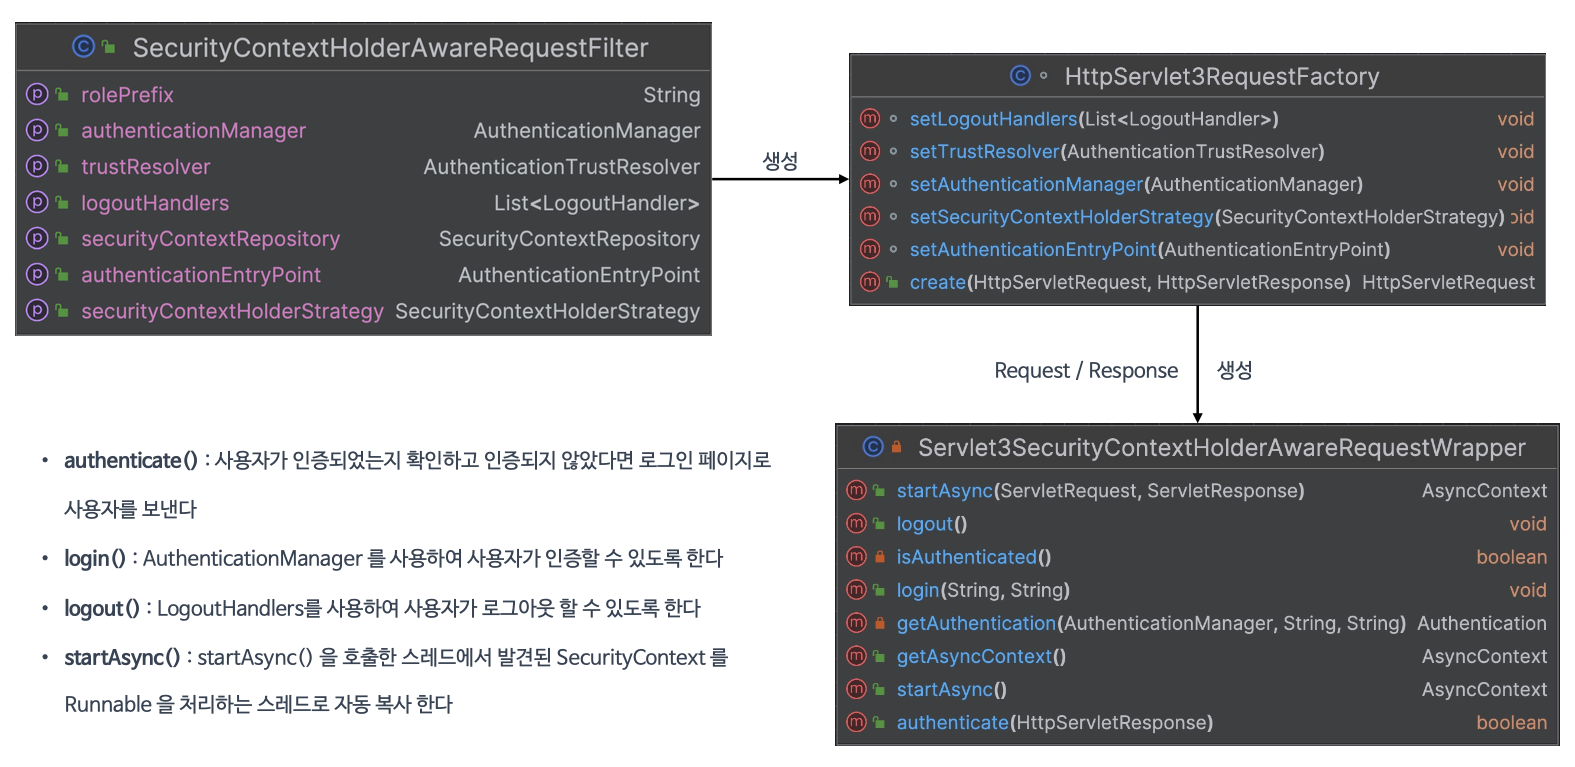 SecurityContextHolderAwareRequestFilter
rolePrefix String
authenticationManager AuthenticationManager
trustResolver AuthenticationTrustResolver
logoutHandlers List<LogoutHandler>
securityContextRepository SecurityContextRepository
authenticationEntryPoint AuthenticationEntryPoint
securityContextHolderStrategy SecurityContextHolderStrategy
생성
HttpServlet3RequestFactory
setLogoutHandlers(List<LogoutHandler>) void
setTrustResolver(AuthenticationTrustResolver) void
setAuthenticationManager(AuthenticationManager) void
setSecurityContextHolderStrategy(SecurityContextHolderStrategy) oid
setAuthenticationEntryPoint(AuthenticationEntryPoint) void
create(HttpServletRequest, HttpServletResponse) HttpServletRequest
Request / Response 생성
Servlet3SecurityContextHolderAwareRequestWrapper
startAsync(ServletRequest, ServletResponse) AsyncContext
logout() void
isAuthenticated() boolean
login(String, String) void
getAuthentication(AuthenticationManager, String, String) Authentication
getAsyncContext() AsyncContext
startAsync() AsyncContext
authenticate(HttpServletResponse) boolean
• authenticate() : 사용자가 인증되었는지 확인하고 인증되지 않았다면 로그인 페이지로
사용자를 보낸다
• login() : AuthenticationManager 를 사용하여 사용자가 인증할 수 있도록 한다
• logout() : LogoutHandlers를 사용하여 사용자가 로그아웃 할 수 있도록 한다
• startAsync() : startAsync() 을 호출한 스레드에서 발견된 SecurityContext 를
Runnable 을 처리하는 스레드로 자동 복사 한다